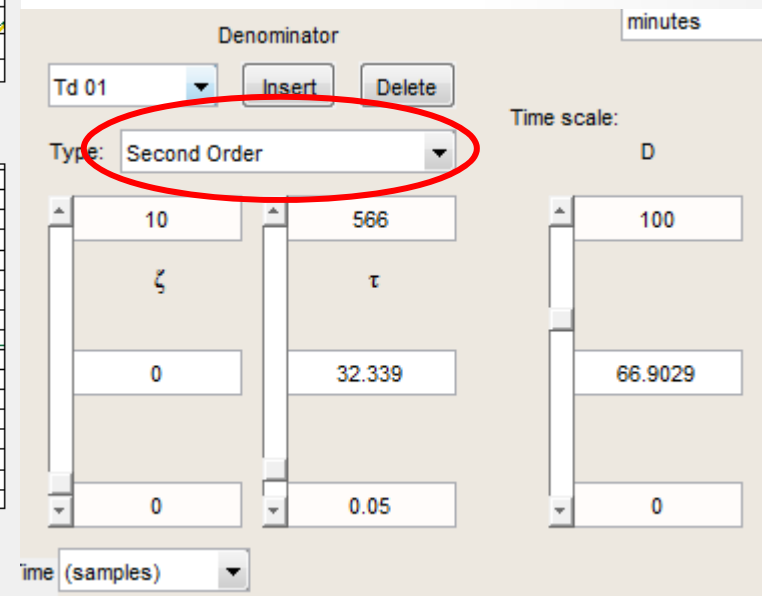 minutes
Denominator
Td 01 Insert Delete
Time scale:
Type: Second Order D
10 566 100
ζ τ
0 32.339 66.9029
0 0.05 0
ime (samples)